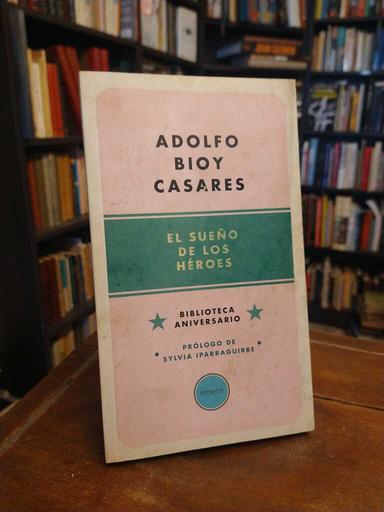 ADOLFO
BIOY
CASARES
EL SUEÑO
DE LOS
HÉROES
BIBLIOTECA
ANIVERSARIO
PRÓLOGO DE
SYLVIA IPARRAGUIRRE
emecé